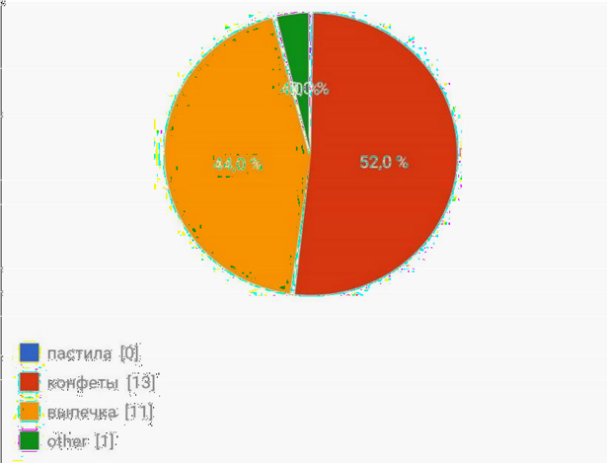 52,0 %
44,0 %
пастила [0]
конфеты [13]
выпечка [11]
other [1]